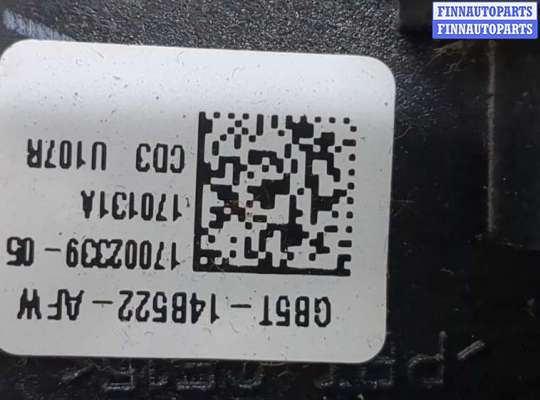 FINNAUTOPARTS
FINNAUTOPARTS
GB5T-14B522-AFW
17002339-05
170131A
CD3 U107R